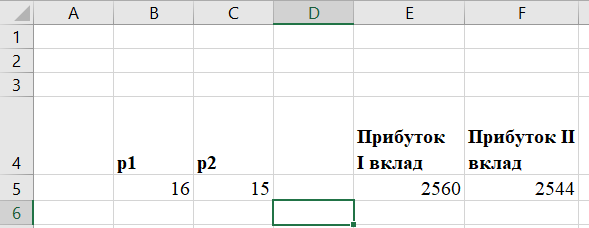 A B C D E F
1
2
3
Прибуток Прибуток II
4 p1 p2 I вклад вклад
5 16 15 2560 2544
6